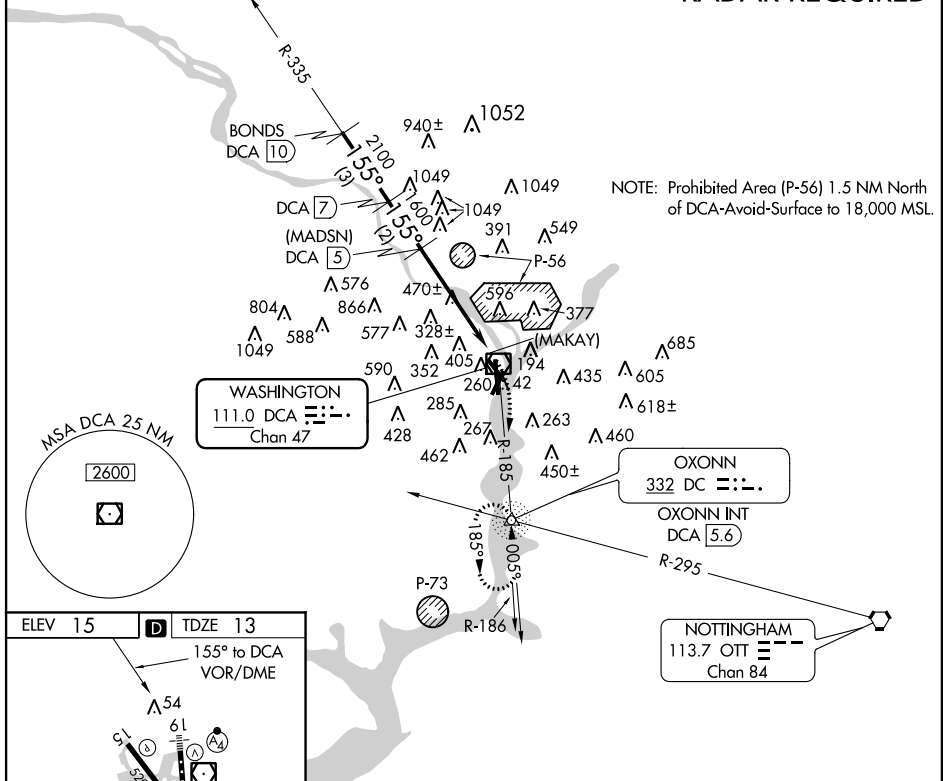 RADAR REQUIRED
R-335
BONDS
DCA 10
2100
155°
(3)
940±
1052
1049
1049
1049
NOTE: Prohibited Area (P-56) 1.5 NM North
of DCA-Avoid-Surface to 18,000 MSL.
DCA 7
1600
155°
(2)
(MADSN)
DCA 5
391
549
P-56
576
470±
596
377
804
866
588
577
328±
1049
(MAKAY)
405
352
194
685
590
260
42
435
605
WASHINGTON
111.0 DCA
Chan 47
285
618±
428
267
263
460
462
R-185
450±
MSA DCA 25 NM
2600
OXONN
332 DC
OXONN INT
DCA 5.6
185°
005°
R-295
P-73
R-186
NOTTINGHAM
113.7 OTT
Chan 84
ELEV 15
D
TDZE 13
155° to DCA
VOR/DME
54
19
15
P
V
A4